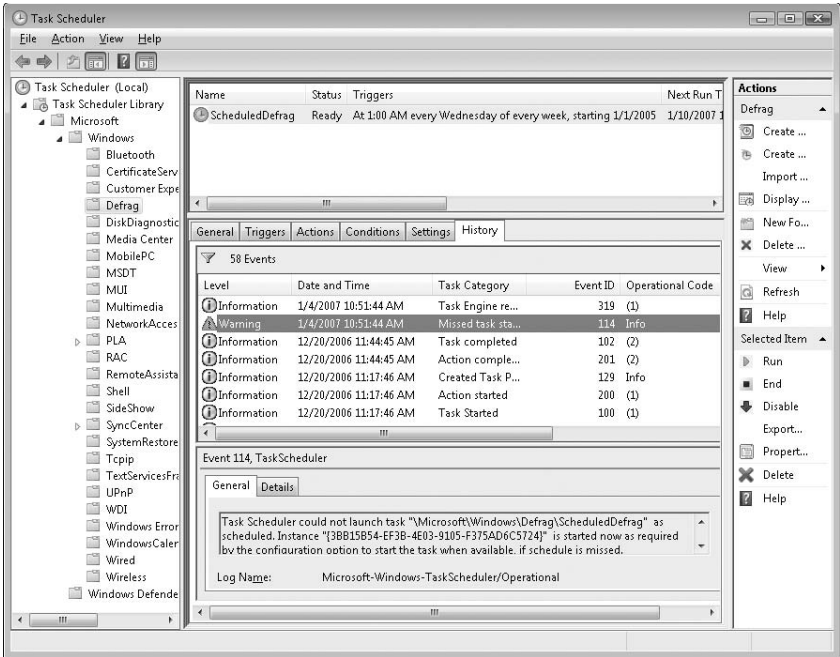 Task Scheduler
File Action View Help
Task Scheduler (Local)
Task Scheduler Library
Microsoft
Windows
Bluetooth
CertificateServ
Customer Expe
Defrag
DiskDiagnostic
Media Center
MobilePC
MSDT
MUI
Multimedia
NetworkAcces
PLA
RAC
RemoteAssista
Shell
SideShow
SyncCenter
SystemRestore
Tcpip
TextServicesFra
UPnP
WDI
Windows Error
WindowsCaler
Wired
Wireless
Windows Defende
Name Status Triggers Next Run T
ScheduledDefrag Ready At 1:00 AM every Wednesday of every week, starting 1/1/2005 1/10/2007 1
General Triggers Actions Conditions Settings History
58 Events
Level Date and Time Task Category Event ID Operational Code
Information 1/4/2007 10:51:44 AM Task Engine re... 319 (1)
Warning 1/4/2007 10:51:44 AM Missed task sta... 114 Info
Information 12/20/2006 11:44:45 AM Task completed 102 (2)
Information 12/20/2006 11:44:45 AM Action comple... 201 (2)
Information 12/20/2006 11:17:46 AM Created Task P... 129 Info
Information 12/20/2006 11:17:46 AM Action started 200 (1)
Information 12/20/2006 11:17:46 AM Task Started 100 (1)
Event 114, TaskScheduler
General Details
Task Scheduler could not launch task "\Microsoft\Windows\Defrag\ScheduledDefrag" as
scheduled. Instance "{3BB15B54-EF3B-4E03-9105-F375AD6C5724}" is started now as required
by the configuration option to start the task when available, if schedule is missed.
Log Name: Microsoft-Windows-TaskScheduler/Operational
Actions
Defrag
Create ...
Create ...
Import ...
Display ...
New Fo...
Delete ...
View
Refresh
Help
Selected Item
Run
End
Disable
Export...
Propert...
Delete
Help